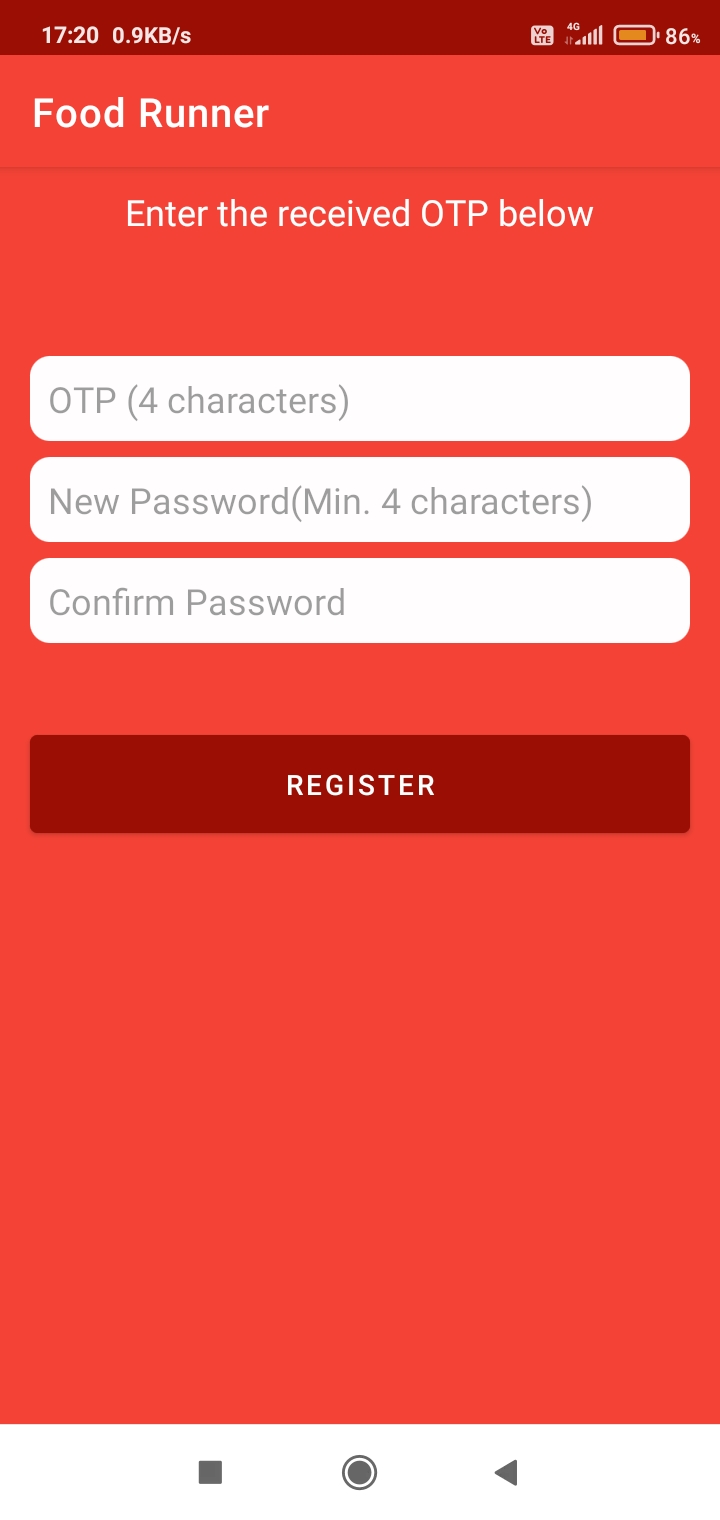 17:20 0.9KB/s Vo LTE 4G 86%
Food Runner
Enter the received OTP below
OTP (4 characters)
New Password(Min. 4 characters)
Confirm Password
REGISTER